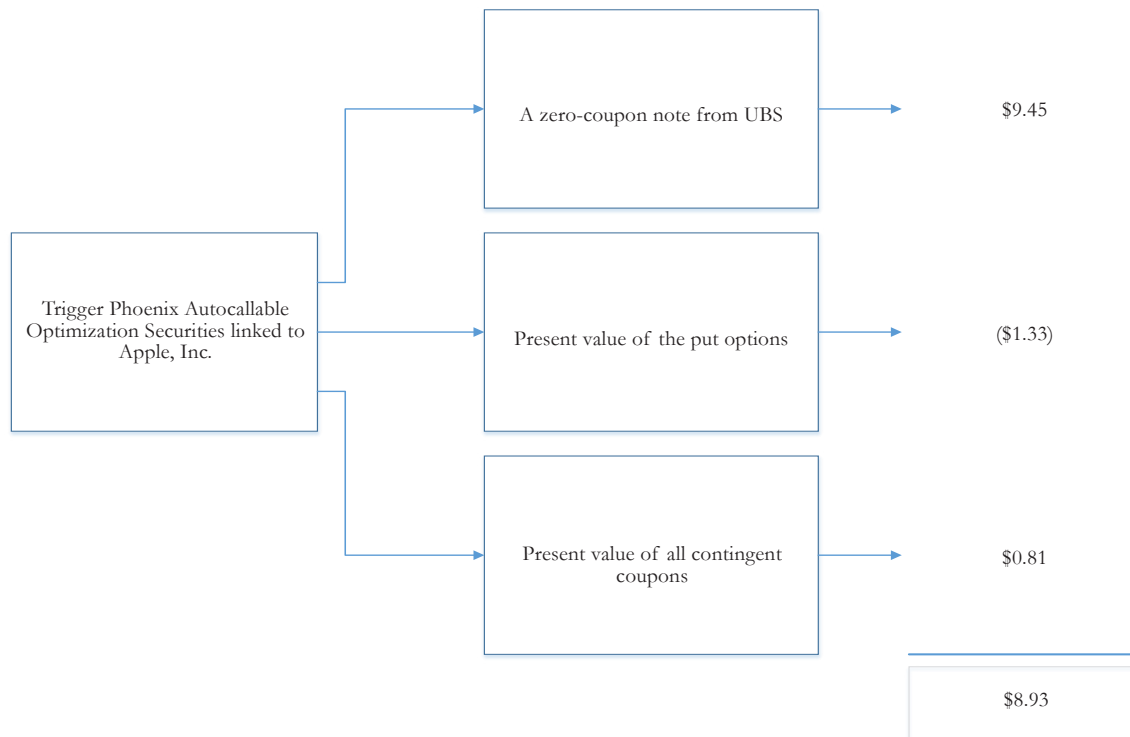 A zero-coupon note from UBS
$9.45
Trigger Phoenix Autocallable
Optimization Securities linked to
Apple, Inc.
Present value of the put options
($1.33)
Present value of all contingent
coupons
$0.81
$8.93